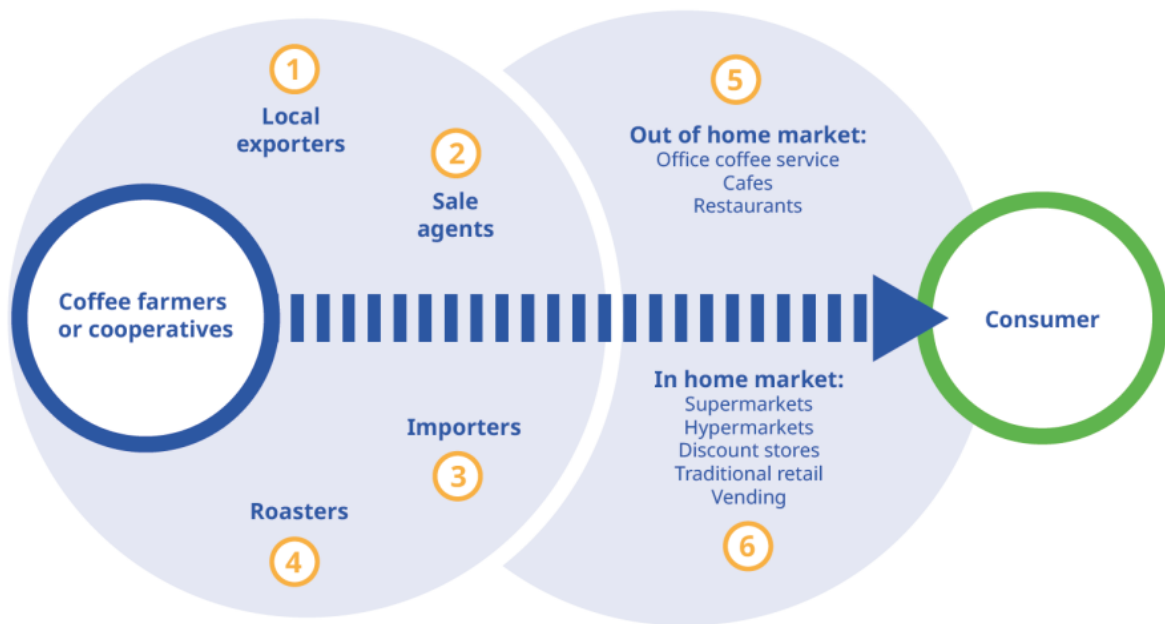 1
Local
exporters
2
Sale
agents
Coffee farmers
or cooperatives
Importers
3
Roasters
4
5
Out of home market:
Office coffee service
Cafes
Restaurants
In home market:
Supermarkets
Hypermarkets
Discount stores
Traditional retail
Vending
6
Consumer